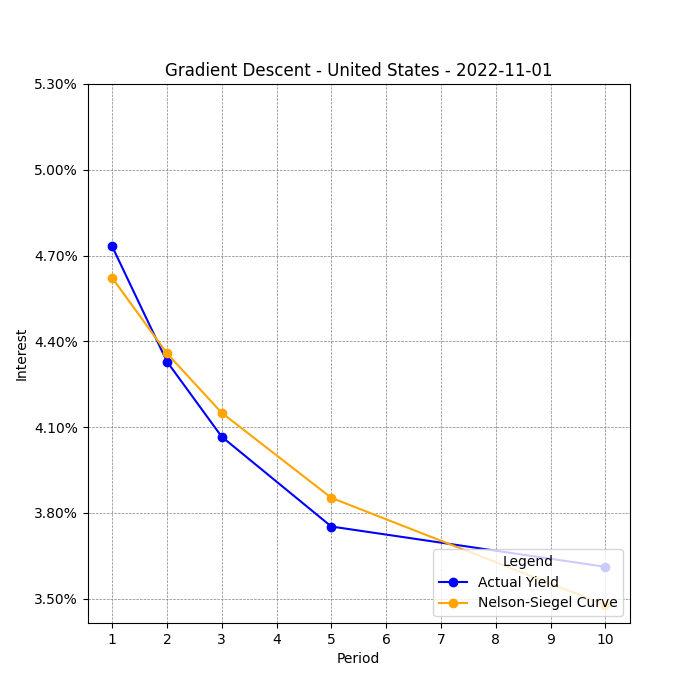 Gradient Descent - United States - 2022-11-01
5.30%
5.00%
4.70%
4.40%
4.10%
3.80%
3.50%
Interest
1 2 3 4 5 6 7 8 9 10
Period
Legend
Actual Yield
Nelson-Siegel Curve